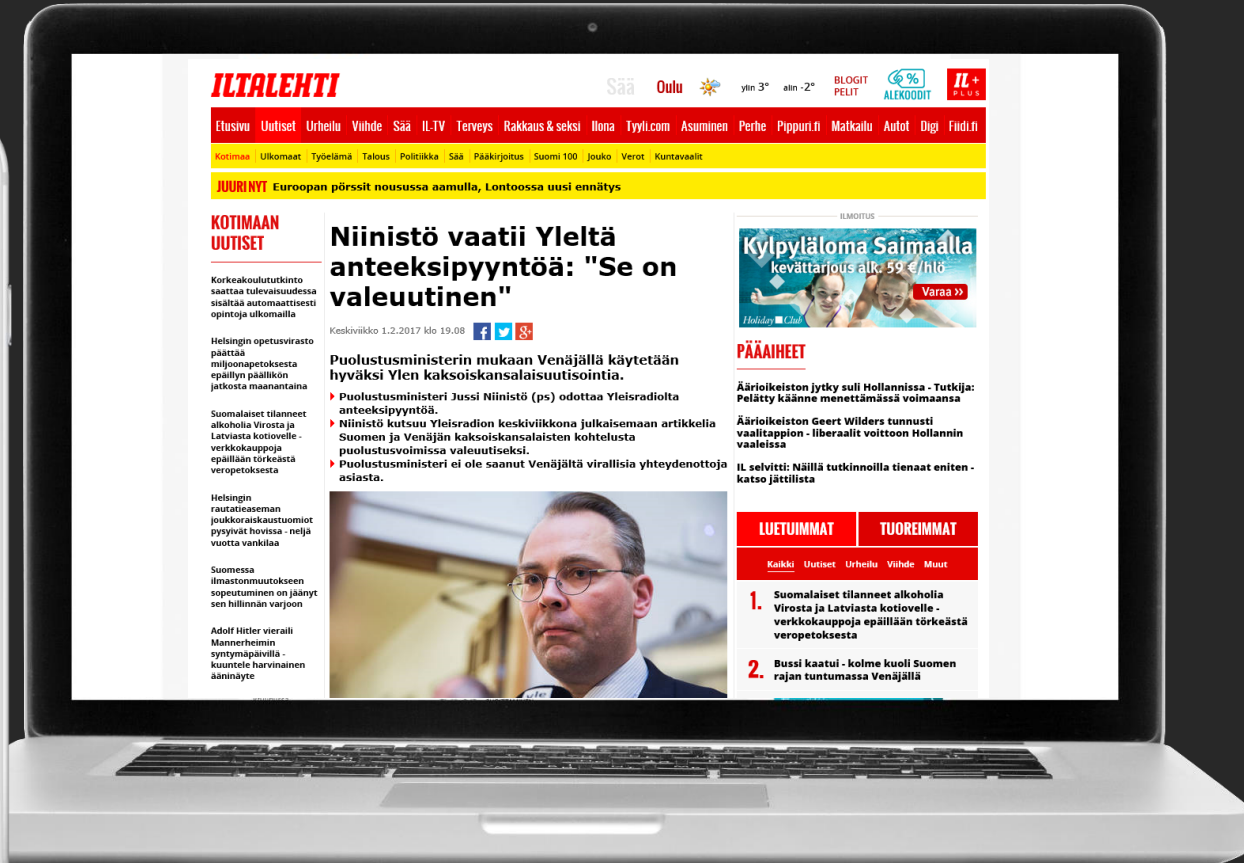 ILTALEHTI
Sää Oulu ylin 3° alin -2°
BLOGIT
PELIT
%
ALEKOODIT
IL+
PLUS
Etusivu Uutiset Urheilu Viihde Sää IL-TV Terveys Rakkaus & seksi Ilona Tyyli.com Asuminen Perhe Pippuri.fi Matkailu Autot Digi Fiidi.fi
Kotimaa Ulkomaat Työelämä Talous Politiikka Sää Pääkirjoitus Suomi 100 Jouko Verot Kuntavaalit
JUURI NYT Euroopan pörssit nousussa aamulla, Lontoossa uusi ennätys
KOTIMAAN
UUTISET
Korkeakoulututkinto
saattaa tulevaisuudessa
sisältää automaattisesti
opintoja ulkomailla
Helsingin opetusvirasto
päättää
miljoonapetoksesta
epäillyn päällikön
jatkosta maanantaina
Suomalaiset tilanneet
alkoholia Virosta ja
Latviasta kotiovelle -
verkkokauppoja
epäillään törkeästä
veropetoksesta
Helsingin
rautatieaseman
joukkoraiskaustuomiot
pysyivät hovissa - neljä
vuotta vankilaa
Suomessa
ilmastonmuutokseen
sopeutuminen on jäänyt
sen hillinnän varjoon
Adolf Hitler vieraili
Mannerheimin
syntymäpäivillä -
kuuntele harvinainen
ääninäyte
Niinistö vaatii Yleltä
anteeksipyyntöä: "Se on
valeuutinen"
Keskiviikko 1.2.2017 klo 19.08
Puolustusministerin mukaan Venäjällä käytetään
hyväksi Ylen kaksoiskansalaisuutisointia.
Puolustusministeri Jussi Niinistö (ps) odottaa Yleisradiolta
anteeksipyyntöä.
Niinistö kutsuu Yleisradion keskiviikkona julkaisemaan artikkelia
Suomen ja Venäjän kaksoiskansalaisten kohtelusta
puolustusvoimissa valeuutiseksi.
Puolustusministeri ei ole saanut Venäjältä virallisia yhteydenottoja
asiasta.
yle
ILMOITUS
Kylpyläloma Saimaalla
kevättarjous alk. 59 €/hlö
Varaa »
Holiday Club
PÄÄAIHEET
Äärioikeiston jytky suli Hollannissa - Tutkija:
Pelätty käänne menettämässä voimaansa
Äärioikeiston Geert Wilders tunnusti
vaalitappion - liberaalit voittoon Hollannin
vaaleissa
IL selvitti: Näillä tutkinnoilla tienaat eniten -
katso jättilista
LUETUIMMAT TUOREIMMAT
Kaikki Uutiset Urheilu Viihde Muut
1. Suomalaiset tilanneet alkoholia
Virosta ja Latviasta kotiovelle -
verkkokauppoja epäillään törkeästä
veropetoksesta
2. Bussi kaatui - kolme kuoli Suomen
rajan tuntumassa Venäjällä